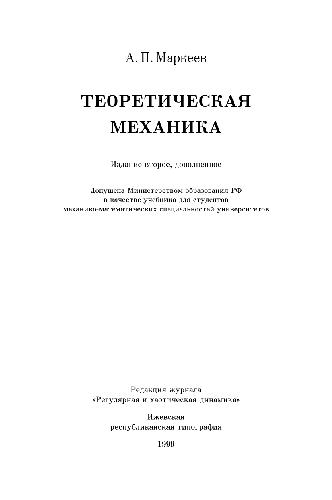 А. П. Маркеев
ТЕОРЕТИЧЕСКАЯ
МЕХАНИКА
Издание второе, дополненное
Допущена Министерством образования РФ
в качестве учебника для студентов
механико-математических специальностей университетов
Редакция журнала
«Регулярная и хаотическая динамика»
Ижевская
республиканская типография